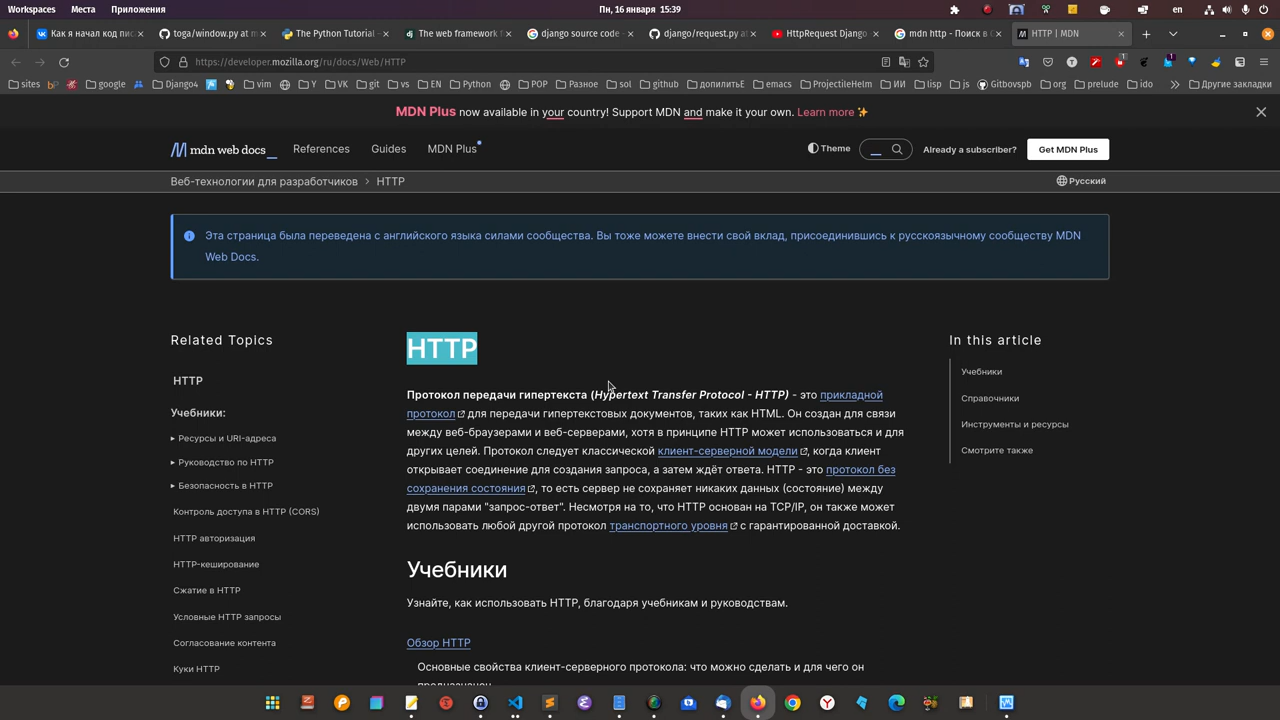 Workspaces Места Приложения Пн, 16 января 15:39 en
Как я начал код пис toga/window.py at m The Python Tutorial - The web framework f django source code - django/request.py at HttpRequest Django mdn http - Поиск в G HTTP | MDN
https://developer.mozilla.org/ru/docs/Web/HTTP
sites google Django4 vim Y VK git vs EN Python POP Разное sol github допилитьE emacs ProjectileHelm ИИ lisp js Gitbovspb org prelude ido Другие закладки
MDN Plus now available in your country! Support MDN and make it your own. Learn more ✨
mdn web docs References Guides MDN Plus Theme Already a subscriber? Get MDN Plus
Веб-технологии для разработчиков > HTTP Русский
Эта страница была переведена с английского языка силами сообщества. Вы тоже можете внести свой вклад, присоединившись к русскоязычному сообществу MDN
Web Docs.
Related Topics
HTTP
Учебники:
Ресурсы и URI-адреса
Руководство по HTTP
Безопасность в HTTP
Контроль доступа в HTTP (CORS)
HTTP авторизация
HTTP-кеширование
Сжатие в HTTP
Условные HTTP запросы
Согласование контента
Куки HTTP
HTTP
Протокол передачи гипертекста (Hypertext Transfer Protocol - HTTP) - это прикладной
протокол для передачи гипертекстовых документов, таких как HTML. Он создан для связи
между веб-браузерами и веб-серверами, хотя в принципе HTTP может использоваться и для
других целей. Протокол следует классической клиент-серверной модели, когда клиент
открывает соединение для создания запроса, а затем ждёт ответа. HTTP - это протокол без
сохранения состояния, то есть сервер не сохраняет никаких данных (состояние) между
двумя парами "запрос-ответ". Несмотря на то, что HTTP основан на TCP/IP, он также может
использовать любой другой протокол транспортного уровня с гарантированной доставкой.
Учебники
Узнайте, как использовать HTTP, благодаря учебникам и руководствам.
Обзор HTTP
Основные свойства клиент-серверного протокола: что можно сделать и для чего он
предназначен
In this article
Учебники
Справочники
Инструменты и ресурсы
Смотрите также